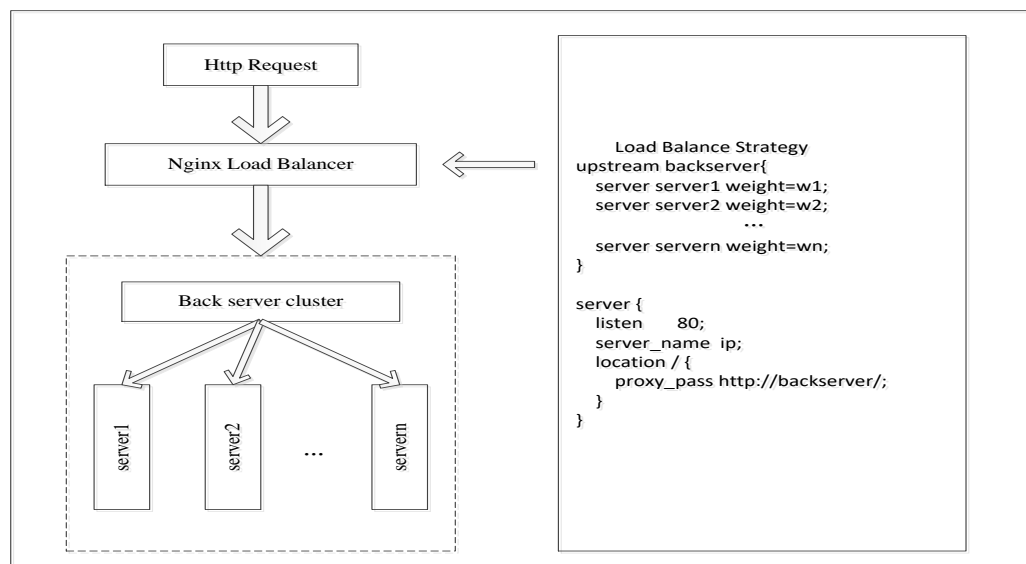 Http Request
Nginx Load Balancer
Back server cluster
server1
server2
...
servern
Load Balance Strategy
upstream backserver{
server server1 weight=w1;
server server2 weight=w2;
...
server servern weight=wn;
}
server {
listen 80;
server_name ip;
location / {
proxy_pass http://backserver/;
}
}